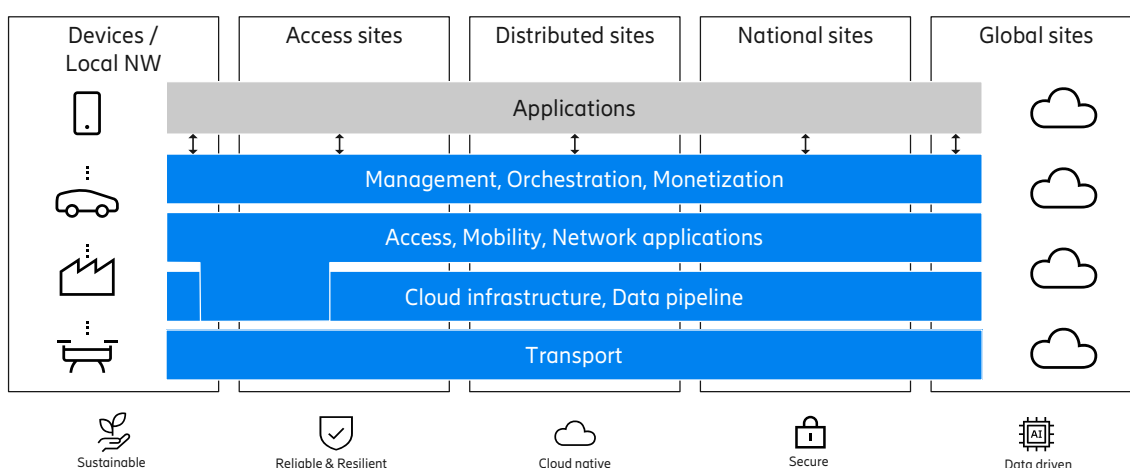 Devices /
Local NW
Access sites
Distributed sites
National sites
Global sites
Applications
Management, Orchestration, Monetization
Access, Mobility, Network applications
Cloud infrastructure, Data pipeline
Transport
AI
Sustainable
Reliable & Resilient
Cloud native
Secure
Data driven